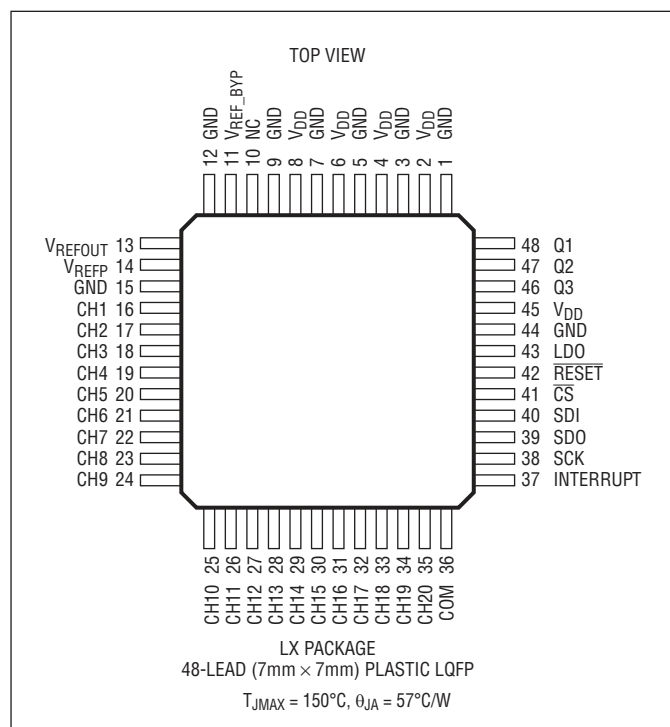 TOP VIEW
12 GND
11 VREF_BYP
10 NC
9 GND
8 VDD
7 GND
6 VDD
5 GND
4 VDD
3 GND
2 VDD
1 GND
VREFOUT 13
VREFP 14
GND 15
CH1 16
CH2 17
CH3 18
CH4 19
CH5 20
CH6 21
CH7 22
CH8 23
CH9 24
48 Q1
47 Q2
46 Q3
45 VDD
44 GND
43 LDO
42 RESET
41 CS
40 SDI
39 SDO
38 SCK
37 INTERRUPT
CH10 25
CH11 26
CH12 27
CH13 28
CH14 29
CH15 30
CH16 31
CH17 32
CH18 33
CH19 34
CH20 35
COM 36
LX PACKAGE
48-LEAD (7mm × 7mm) PLASTIC LQFP
TJMAX = 150°C, θJA = 57°C/W